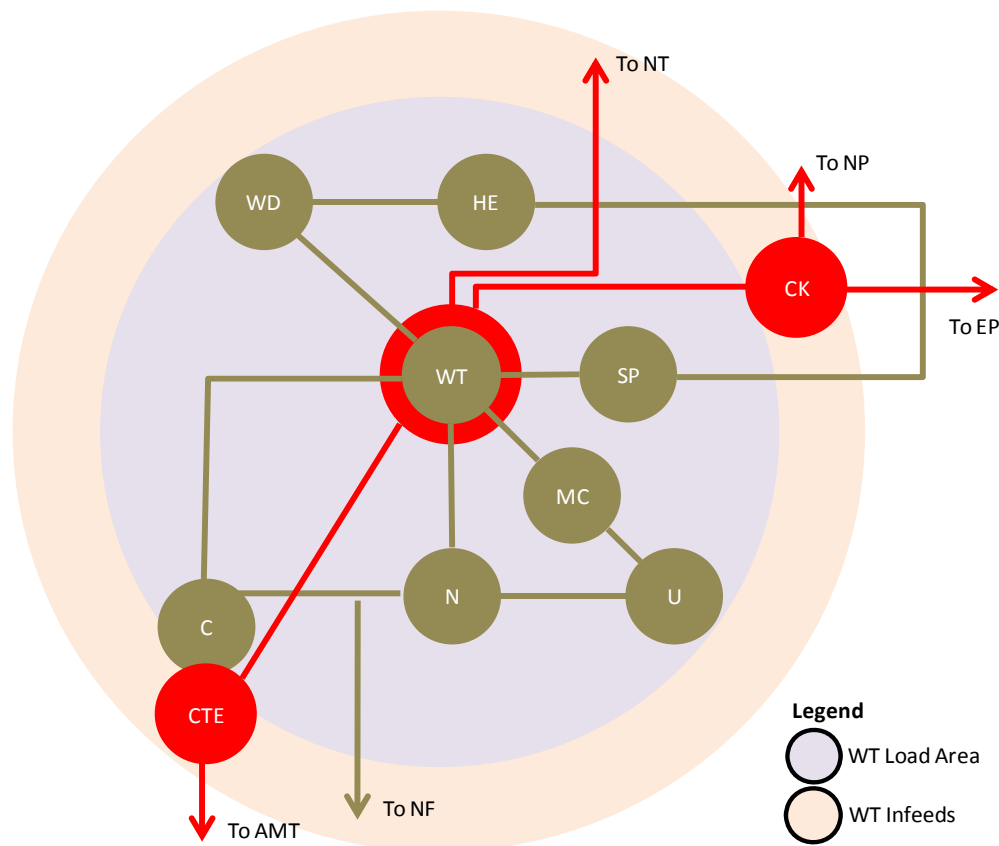 To NT
To NP
WD
HE
CK
To EP
WT
SP
MC
N
U
C
CTE
Legend
WT Load Area
WT Infeeds
To NF
To AMT